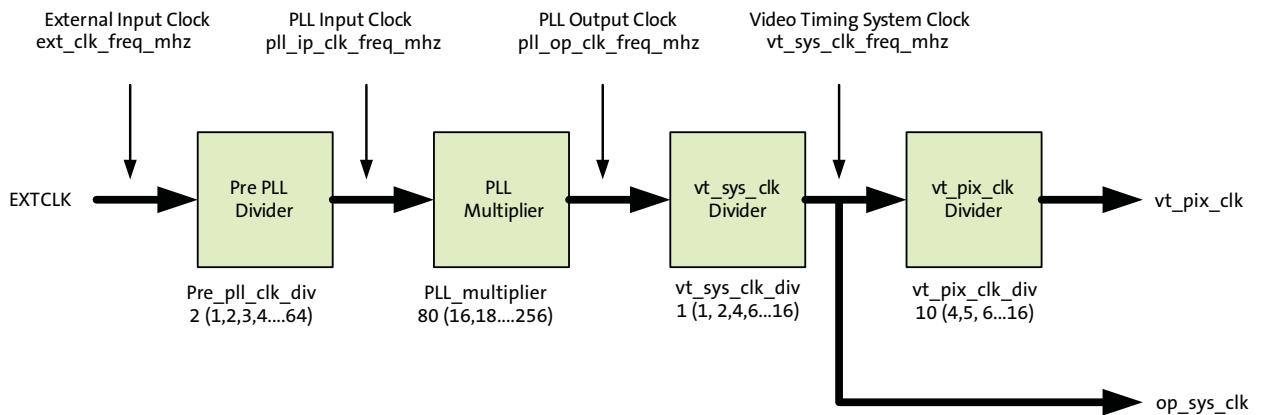 External Input Clock
ext_clk_freq_mhz
PLL Input Clock
pll_ip_clk_freq_mhz
PLL Output Clock
pll_op_clk_freq_mhz
Video Timing System Clock
vt_sys_clk_freq_mhz
EXTCLK
Pre PLL
Divider
PLL
Multiplier
vt_sys_clk
Divider
vt_pix_clk
Divider
vt_pix_clk
Pre_pll_clk_div
2 (1,2,3,4....64)
PLL_multiplier
80 (16,18....256)
vt_sys_clk_div
1 (1, 2,4,6...16)
vt_pix_clk_div
10 (4,5, 6...16)
op_sys_clk